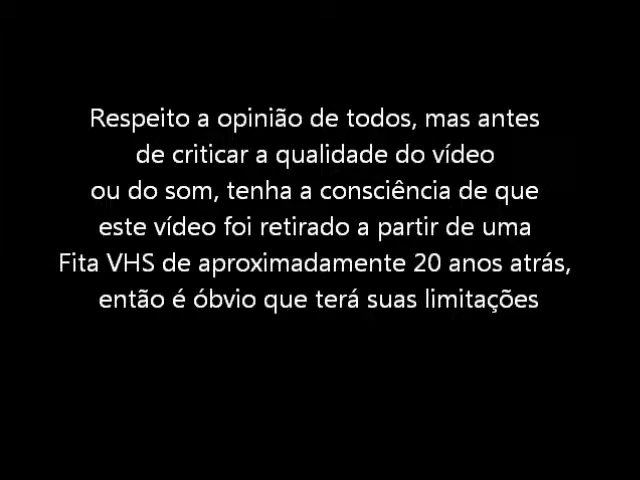 Respeito a opinião de todos, mas antes
de criticar a qualidade do vídeo
ou do som, tenha a consciência de que
este vídeo foi retirado a partir de uma
Fita VHS de aproximadamente 20 anos atrás,
então é óbvio que terá suas limitações